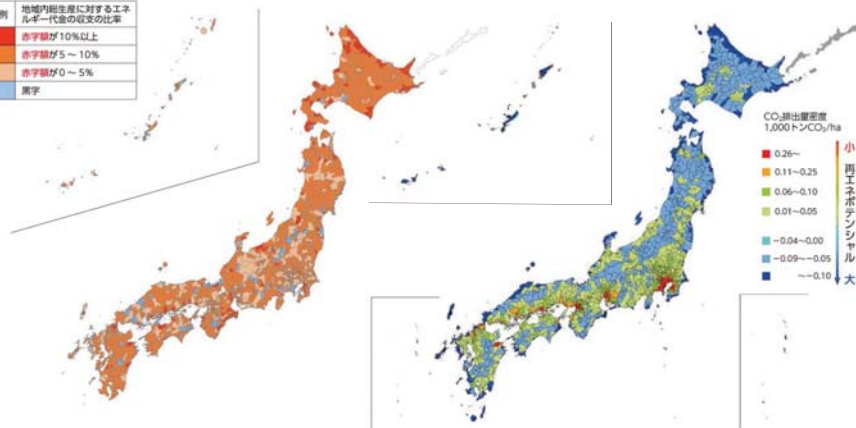 例
地域内総生産に対するエネ
ルギー代金の収支の比率
赤字額が10%以上
赤字額が5～10%
赤字額が0～5%
黒字
CO₂排出量密度
1,000トンCO₂/ha
0.26～
0.11～0.25
0.06～0.10
0.01～0.05
−0.04～0.00
−0.09～−0.05
～−0.10
小
再エネポテンシャル
大